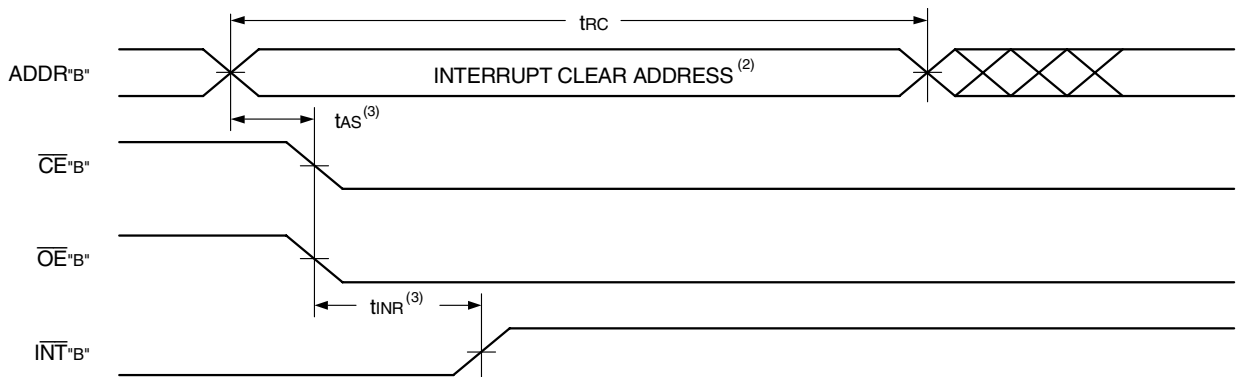 tRC
ADDR"B"
INTERRUPT CLEAR ADDRESS(2)
tAS(3)
CE"B"
OE"B"
tINR(3)
INT"B"